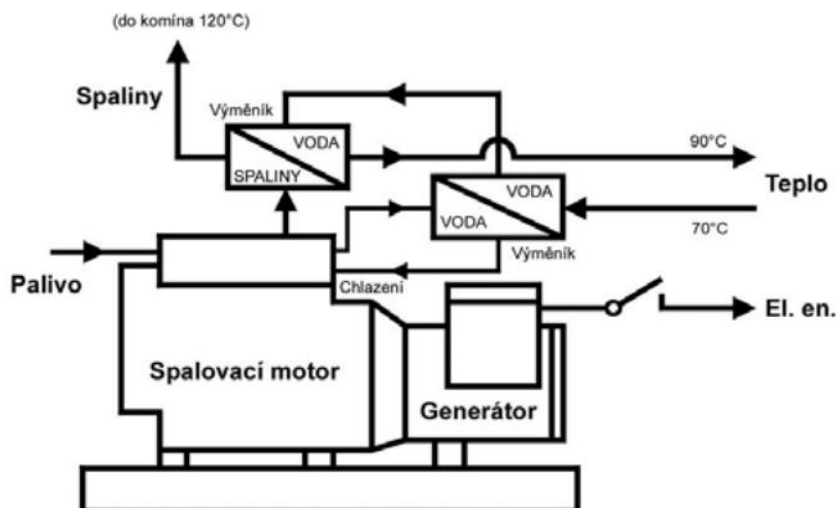 (do komína 120°C)
Spaliny
Výměník
VODA
SPALINY
90°C
Teplo
VODA
VODA
70°C
Výměník
Palivo
Chlazení
El. en.
Spalovací motor
Generátor